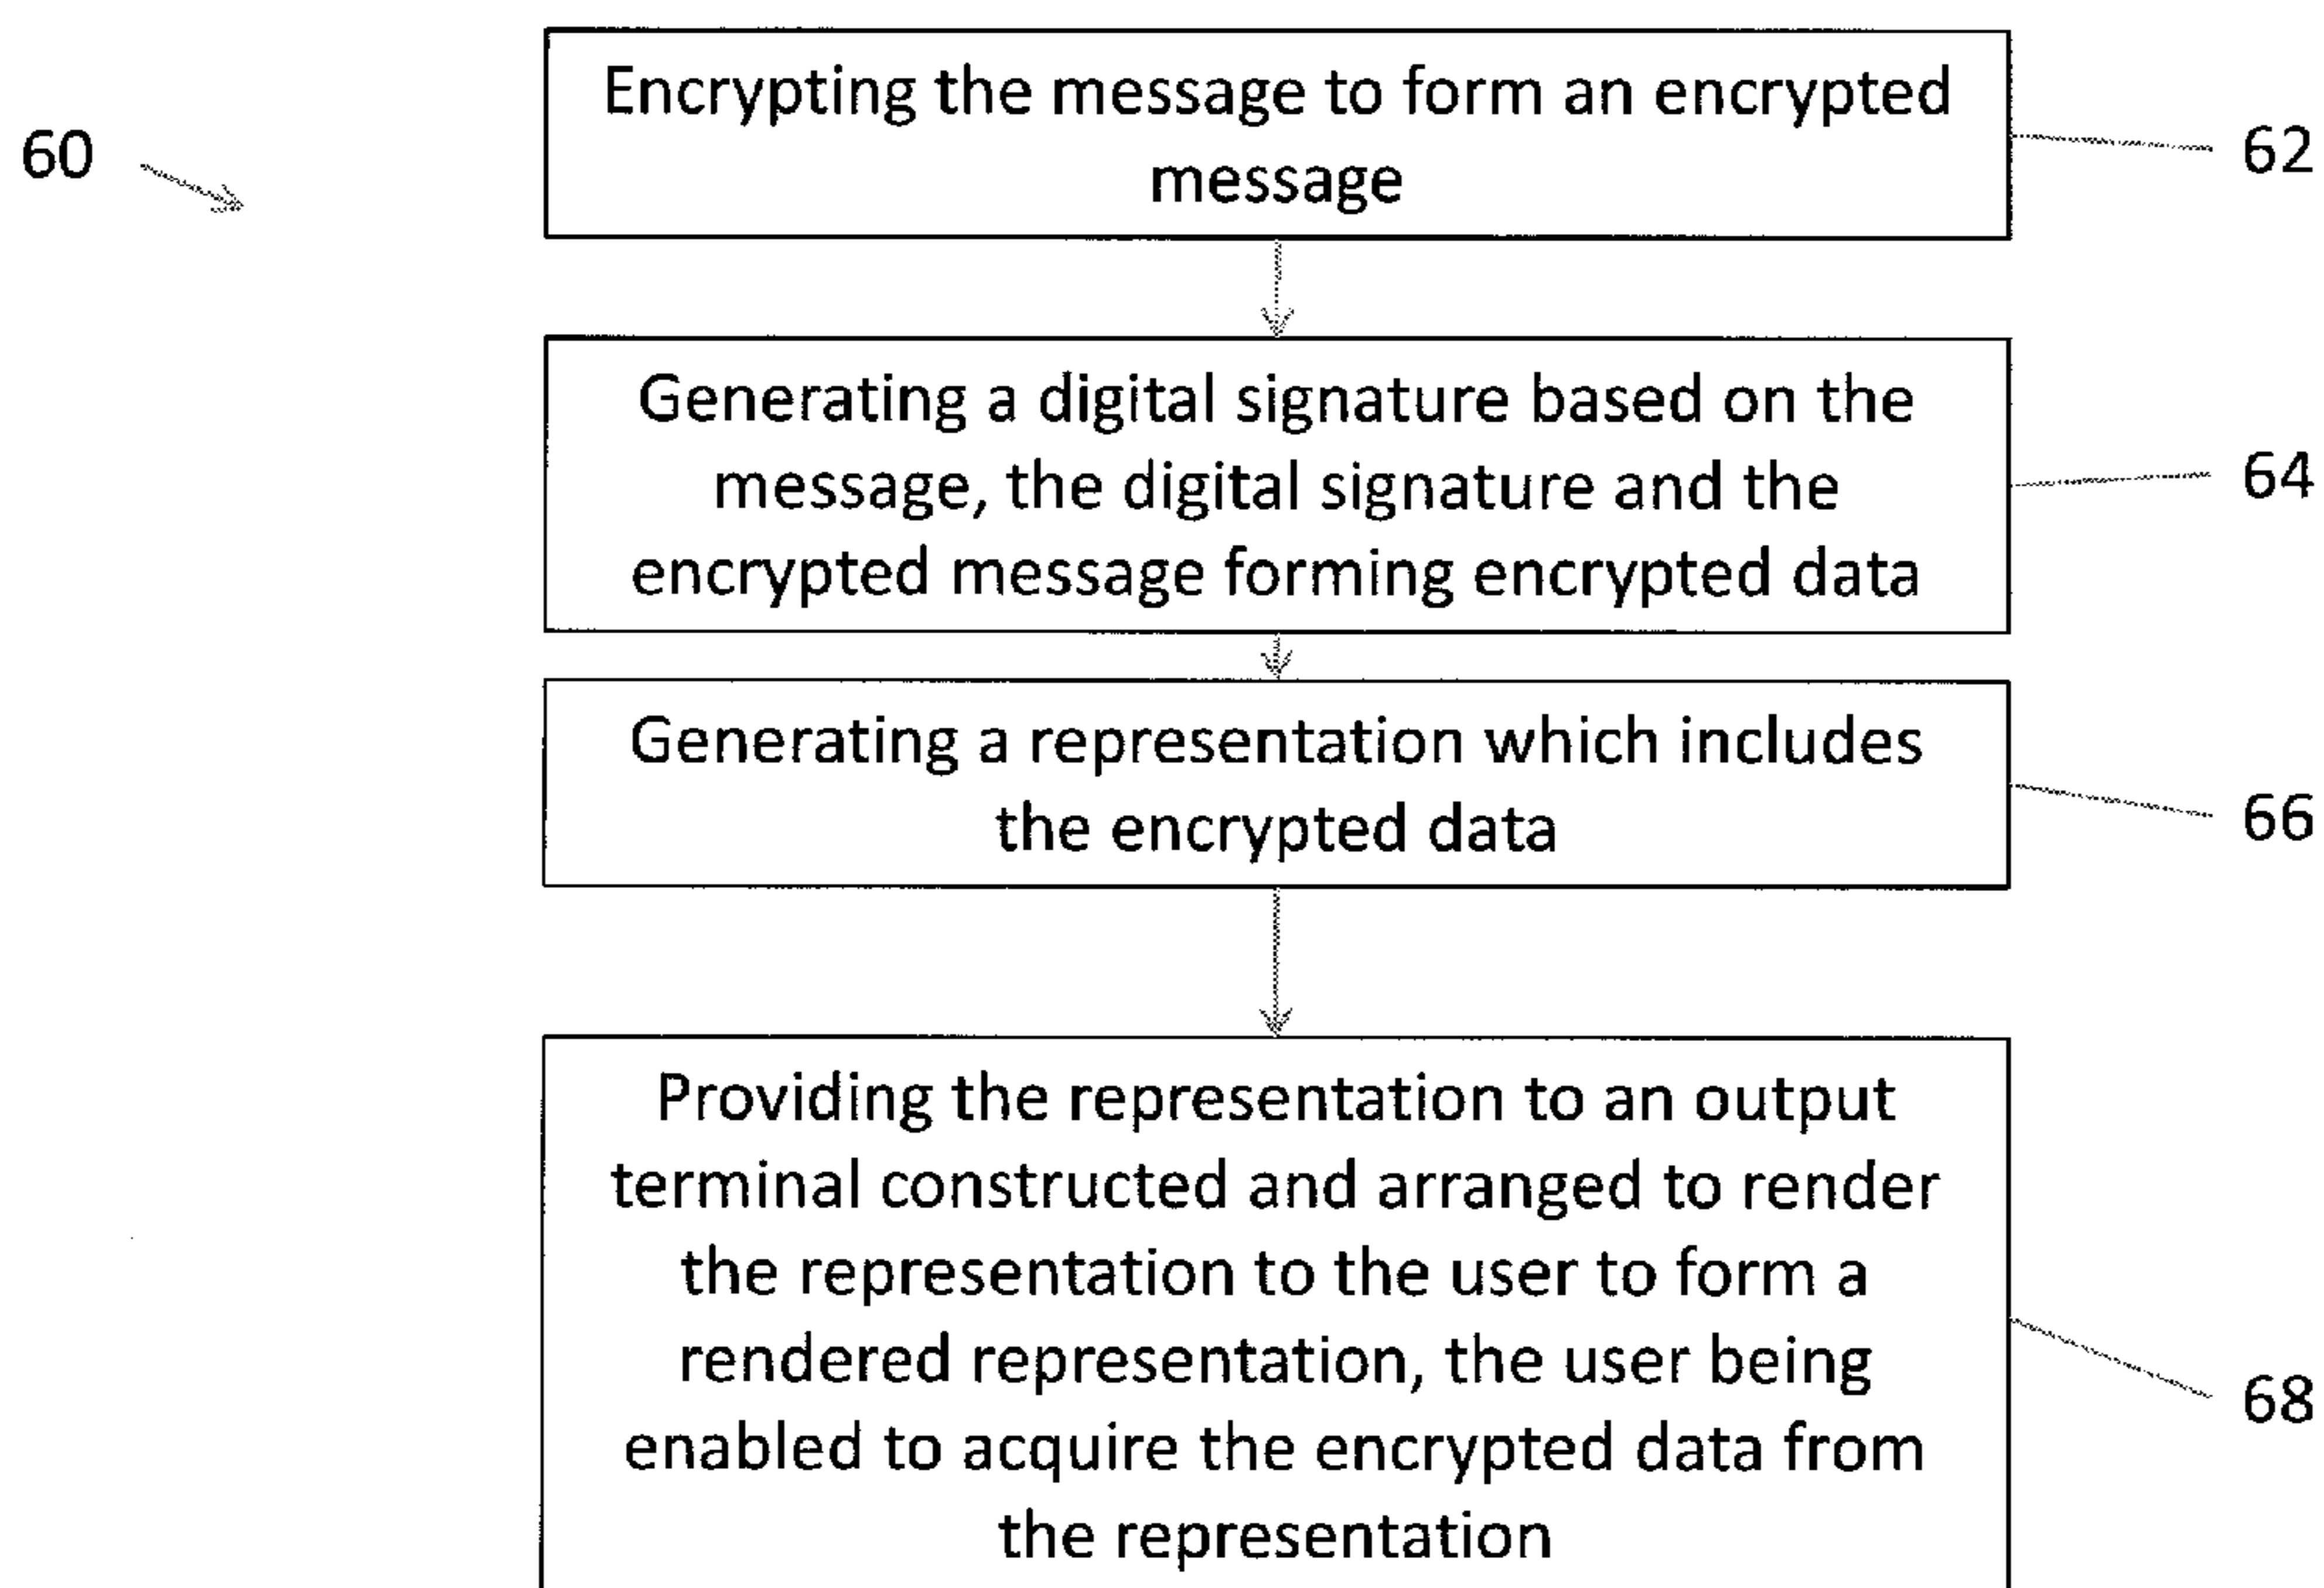 60
Encrypting the message to form an encrypted
message
62
Generating a digital signature based on the
message, the digital signature and the
encrypted message forming encrypted data
64
Generating a representation which includes
the encrypted data
66
Providing the representation to an output
terminal constructed and arranged to render
the representation to the user to form a
rendered representation, the user being
enabled to acquire the encrypted data from
the representation
68